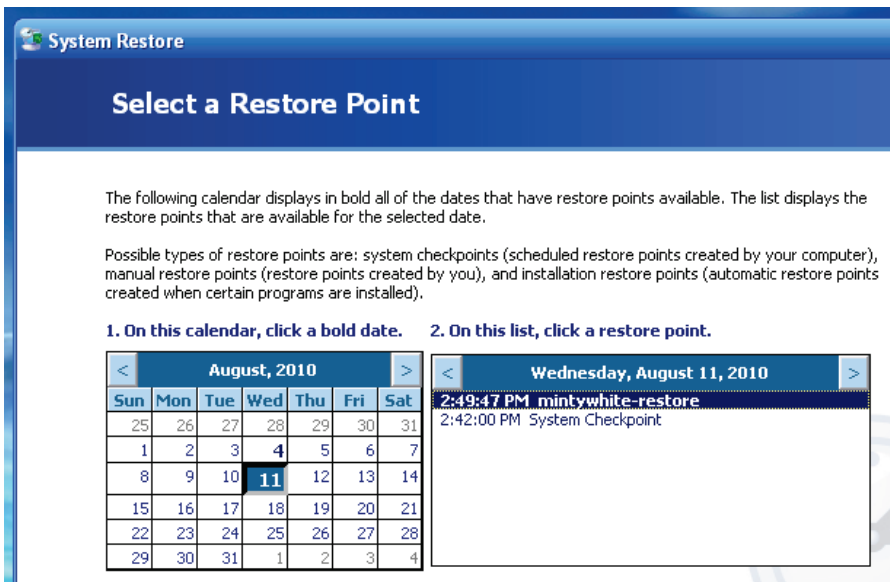 System Restore
Select a Restore Point
The following calendar displays in bold all of the dates that have restore points available. The list displays the
restore points that are available for the selected date.
Possible types of restore points are: system checkpoints (scheduled restore points created by your computer),
manual restore points (restore points created by you), and installation restore points (automatic restore points
created when certain programs are installed).
1. On this calendar, click a bold date.
2. On this list, click a restore point.
< August, 2010 >
Sun Mon Tue Wed Thu Fri Sat
25 26 27 28 29 30 31
1 2 3 4 5 6 7
8 9 10 11 12 13 14
15 16 17 18 19 20 21
22 23 24 25 26 27 28
29 30 31 1 2 3 4
< Wednesday, August 11, 2010 >
2:49:47 PM mintywhite-restore
2:42:00 PM System Checkpoint